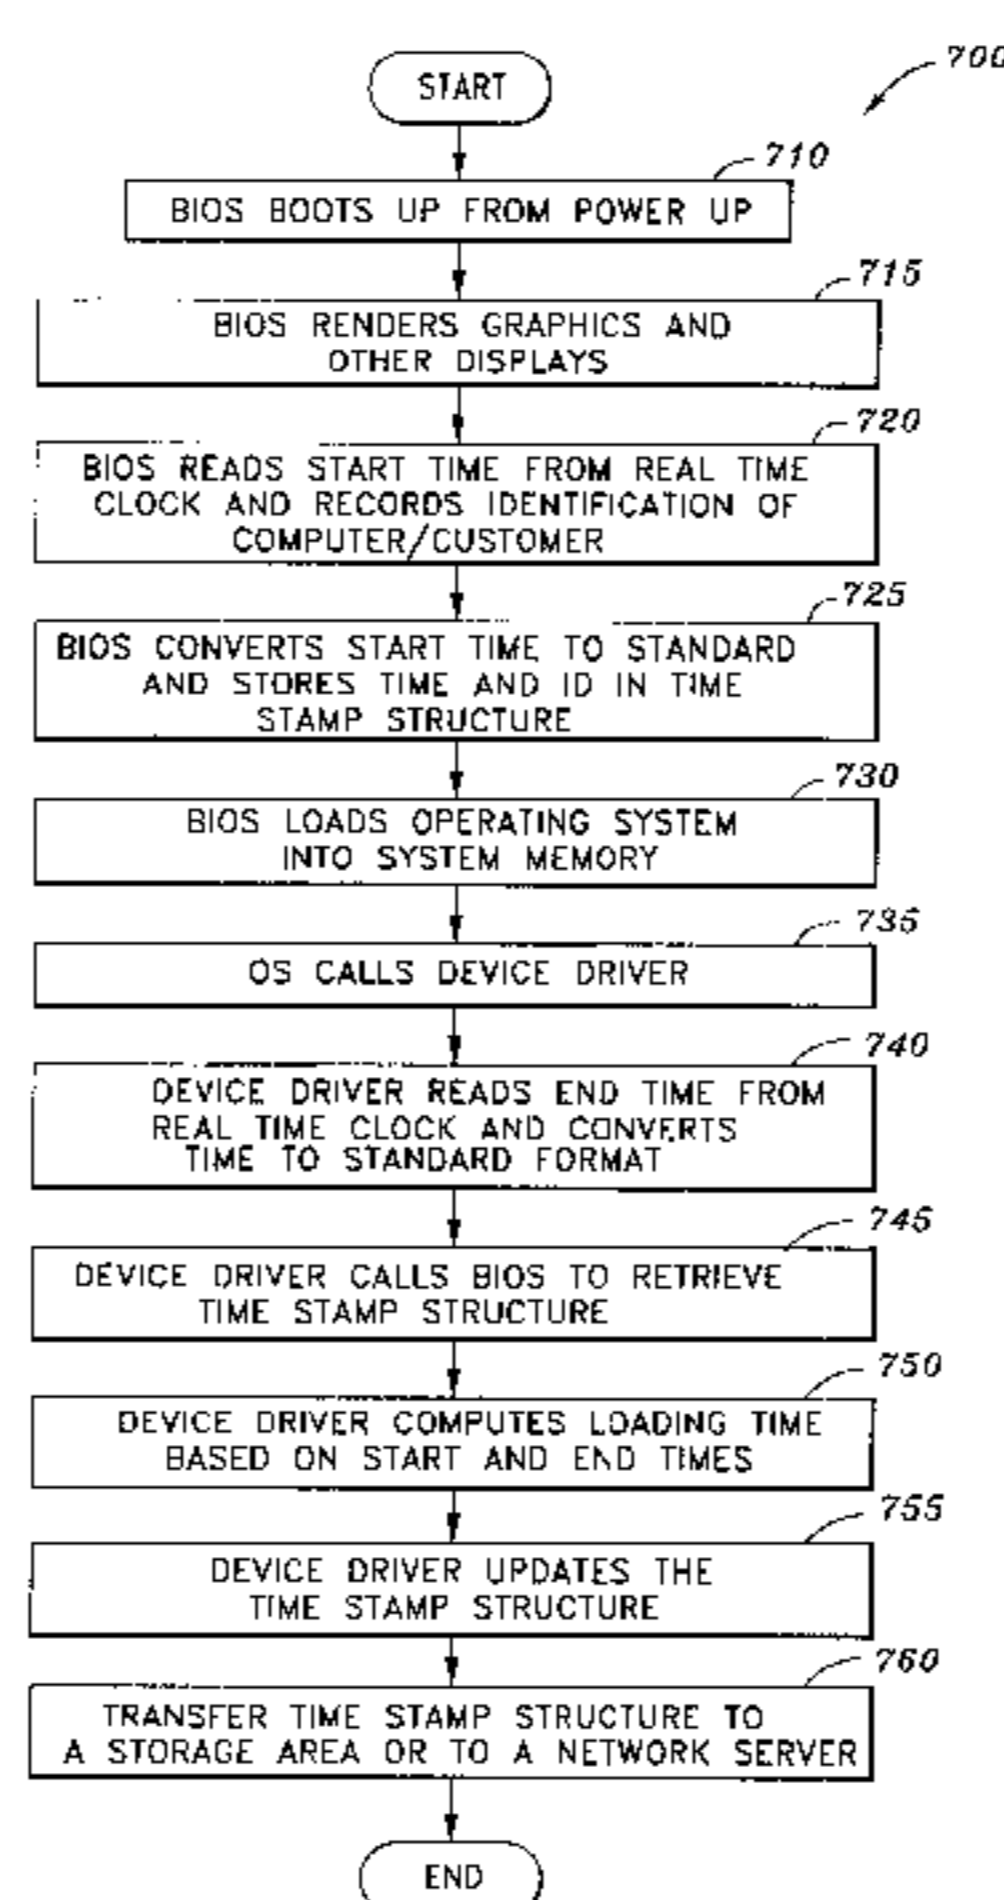 700
START
710
BIOS BOOTS UP FROM POWER UP
715
BIOS RENDERS GRAPHICS AND
OTHER DISPLAYS
720
BIOS READS START TIME FROM REAL TIME
CLOCK AND RECORDS IDENTIFICATION OF
COMPUTER/CUSTOMER
725
BIOS CONVERTS START TIME TO STANDARD
AND STORES TIME AND ID IN TIME
STAMP STRUCTURE
730
BIOS LOADS OPERATING SYSTEM
INTO SYSTEM MEMORY
735
OS CALLS DEVICE DRIVER
740
DEVICE DRIVER READS END TIME FROM
REAL TIME CLOCK AND CONVERTS
TIME TO STANDARD FORMAT
745
DEVICE DRIVER CALLS BIOS TO RETRIEVE
TIME STAMP STRUCTURE
750
DEVICE DRIVER COMPUTES LOADING TIME
BASED ON START AND END TIMES
755
DEVICE DRIVER UPDATES THE
TIME STAMP STRUCTURE
760
TRANSFER TIME STAMP STRUCTURE TO
A STORAGE AREA OR TO A NETWORK SERVER
END